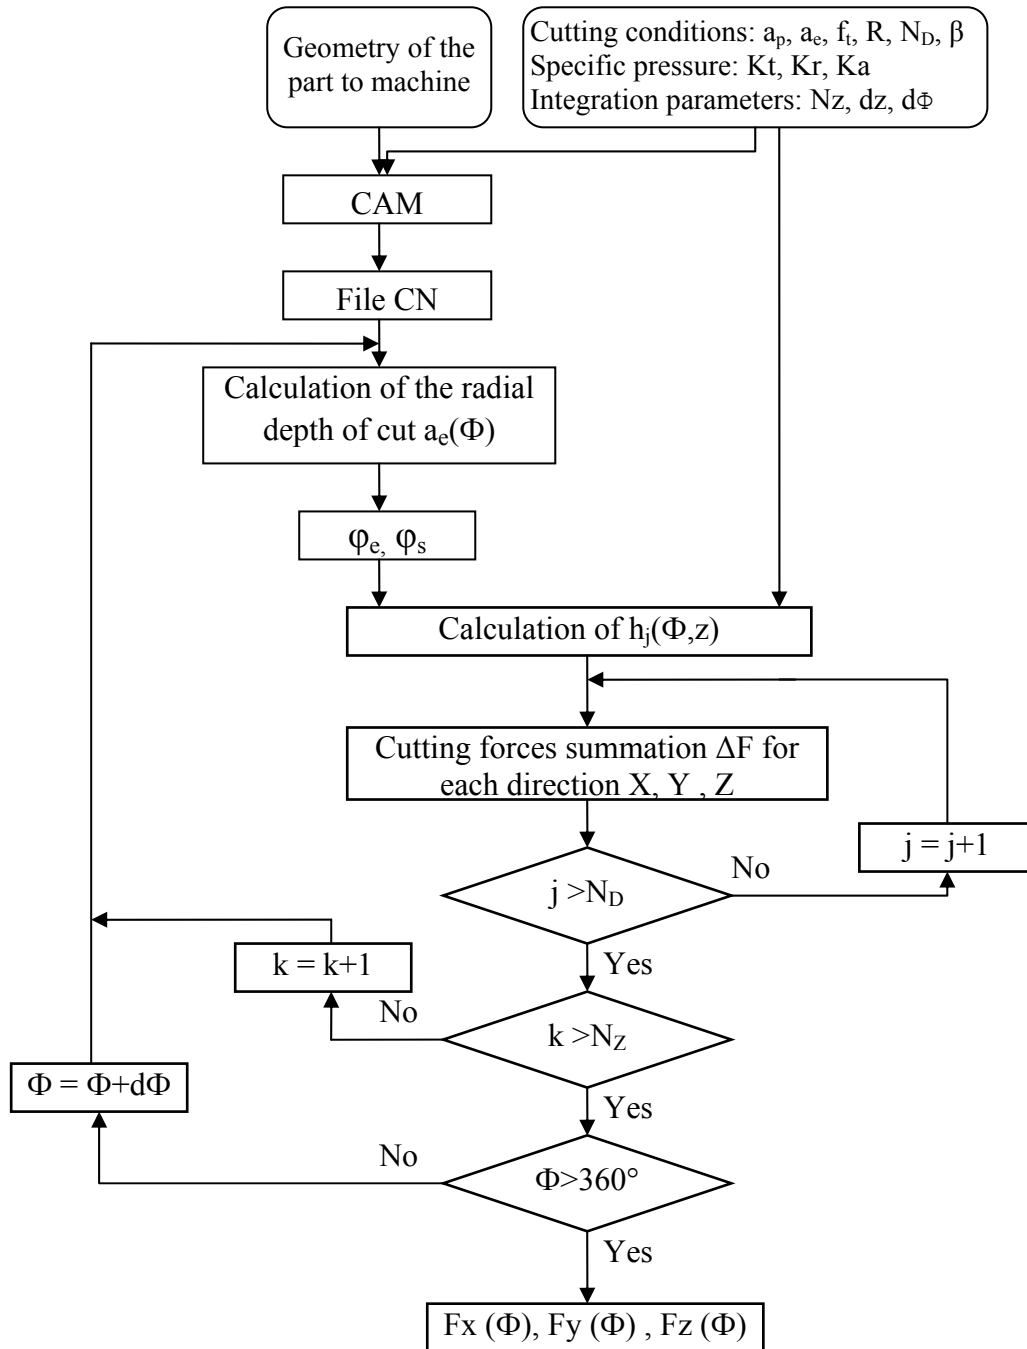 Geometry of the
part to machine
Cutting conditions: aₚ, aₑ, fₜ, R, N_D, β
Specific pressure: Kt, Kr, Ka
Integration parameters: Nz, dz, dΦ
CAM
File CN
Calculation of the radial
depth of cut aₑ(Φ)
φₑ, φₛ
Calculation of hⱼ(Φ,z)
Cutting forces summation ΔF for
each direction X, Y , Z
j = j+1
No
j >N_D
Yes
k = k+1
No
k >N_Z
Yes
Φ = Φ+dΦ
No
Φ>360°
Yes
Fx (Φ), Fy (Φ) , Fz (Φ)